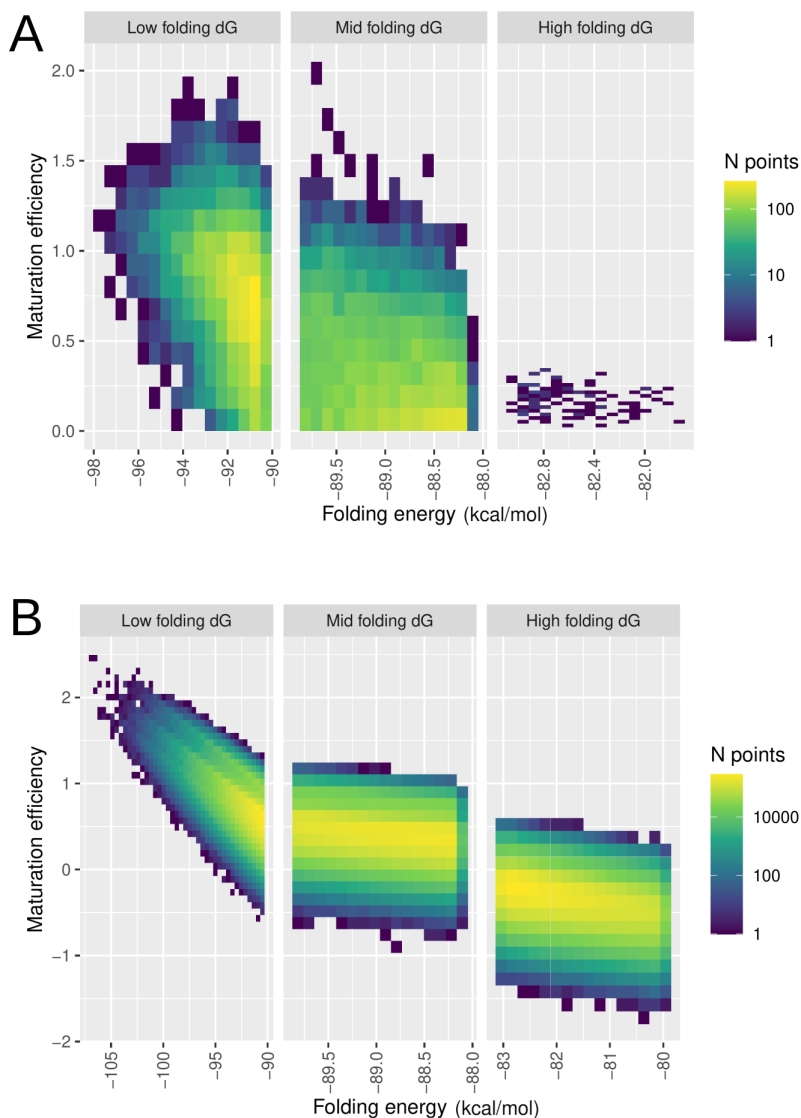 A
Low folding dG
Mid folding dG
High folding dG
Maturation efficiency
2.0
1.5
1.0
0.5
0.0
−98
−96
−94
−92
−90
−89.5
−89.0
−88.5
−88.0
−82.8
−82.4
−82.0
Folding energy (kcal/mol)
N points
100
10
1
B
Low folding dG
Mid folding dG
High folding dG
Maturation efficiency
2
1
0
−1
−2
−105
−100
−95
−90
−89.5
−89.0
−88.5
−88.0
−83
−82
−81
−80
Folding energy (kcal/mol)
N points
10000
100
1